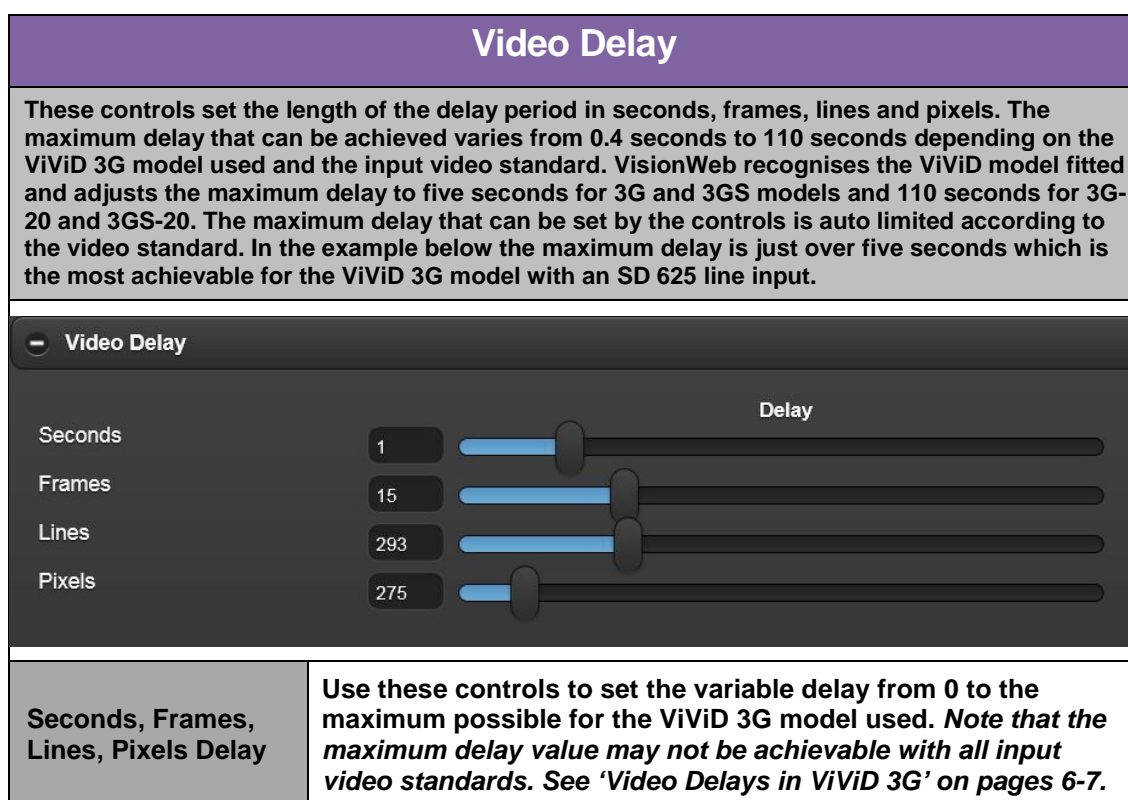 Video Delay
These controls set the length of the delay period in seconds, frames, lines and pixels. The
maximum delay that can be achieved varies from 0.4 seconds to 110 seconds depending on the
ViViD 3G model used and the input video standard. VisionWeb recognises the ViViD model fitted
and adjusts the maximum delay to five seconds for 3G and 3GS models and 110 seconds for 3G-
20 and 3GS-20. The maximum delay that can be set by the controls is auto limited according to
the video standard. In the example below the maximum delay is just over five seconds which is
the most achievable for the ViViD 3G model with an SD 625 line input.
Video Delay
Delay
Seconds 1
Frames 15
Lines 293
Pixels 275
Seconds, Frames,
Lines, Pixels Delay
Use these controls to set the variable delay from 0 to the
maximum possible for the ViViD 3G model used. Note that the
maximum delay value may not be achievable with all input
video standards. See ‘Video Delays in ViViD 3G’ on pages 6-7.